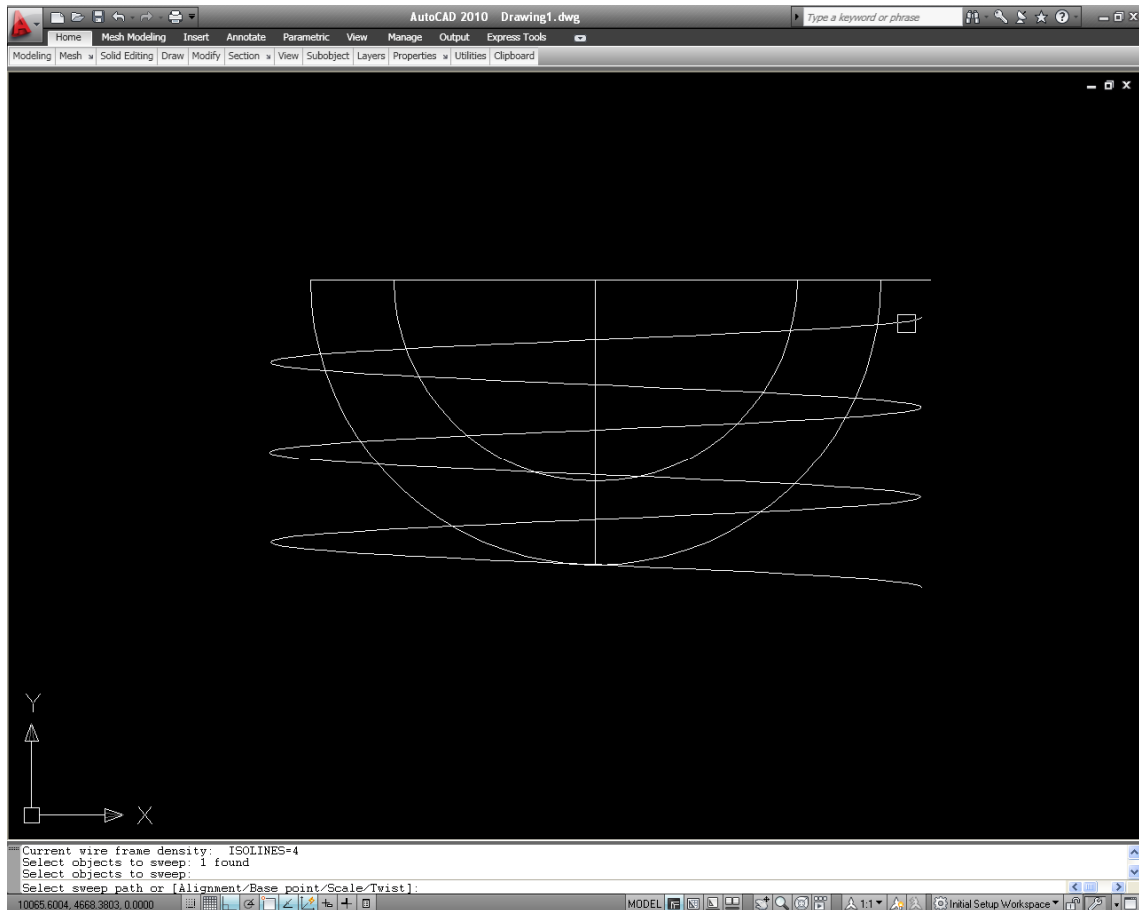 AutoCAD 2010 Drawing1.dwg
Type a keyword or phrase
Home Mesh Modeling Insert Annotate Parametric View Manage Output Express Tools
Modeling Mesh Solid Editing Draw Modify Section View Subobject Layers Properties Utilities Clipboard
Y
X
Current wire frame density:  ISOLINES=4
Select objects to sweep: 1 found
Select objects to sweep:
Select sweep path or [Alignment/Base point/Scale/Twist]:
10065.6004, 4668.3803, 0.0000 MODEL 1:1 Initial Setup Workspace